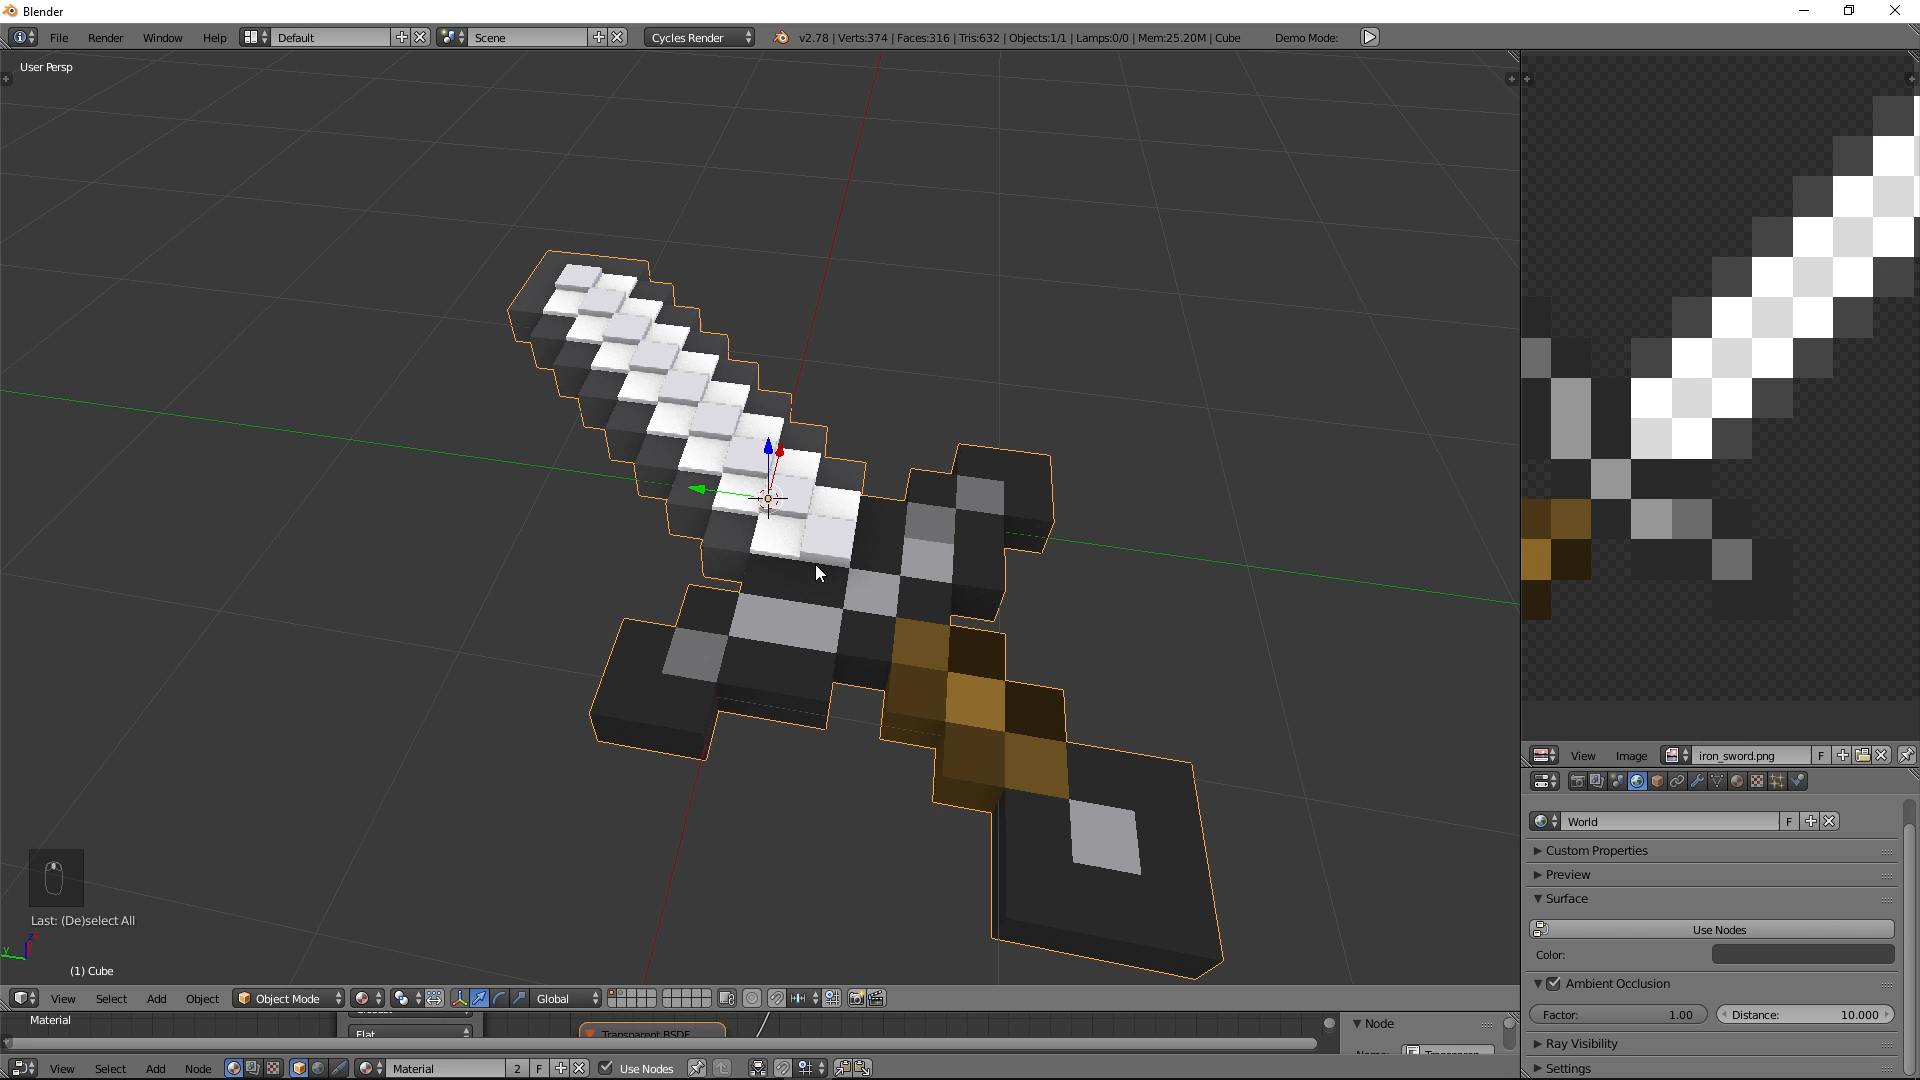 Blender
File Render Window Help Default Scene Cycles Render v2.78 | Verts:374 | Faces:316 | Tris:632 | Objects:1/1 | Lamps:0/0 | Mem:25.20M | Cube Demo Mode:
User Persp
Last: (De)select All
z
y
(1) Cube
View Select Add Object Object Mode Global
Material
Flat
Transparent BSDF
Node
View Select Add Node Material 2 F Use Nodes
View Image iron_sword.png F
World F
Custom Properties
Preview
Surface
Use Nodes
Color:
Ambient Occlusion
Factor: 1.00 Distance: 10.000
Ray Visibility
Settings